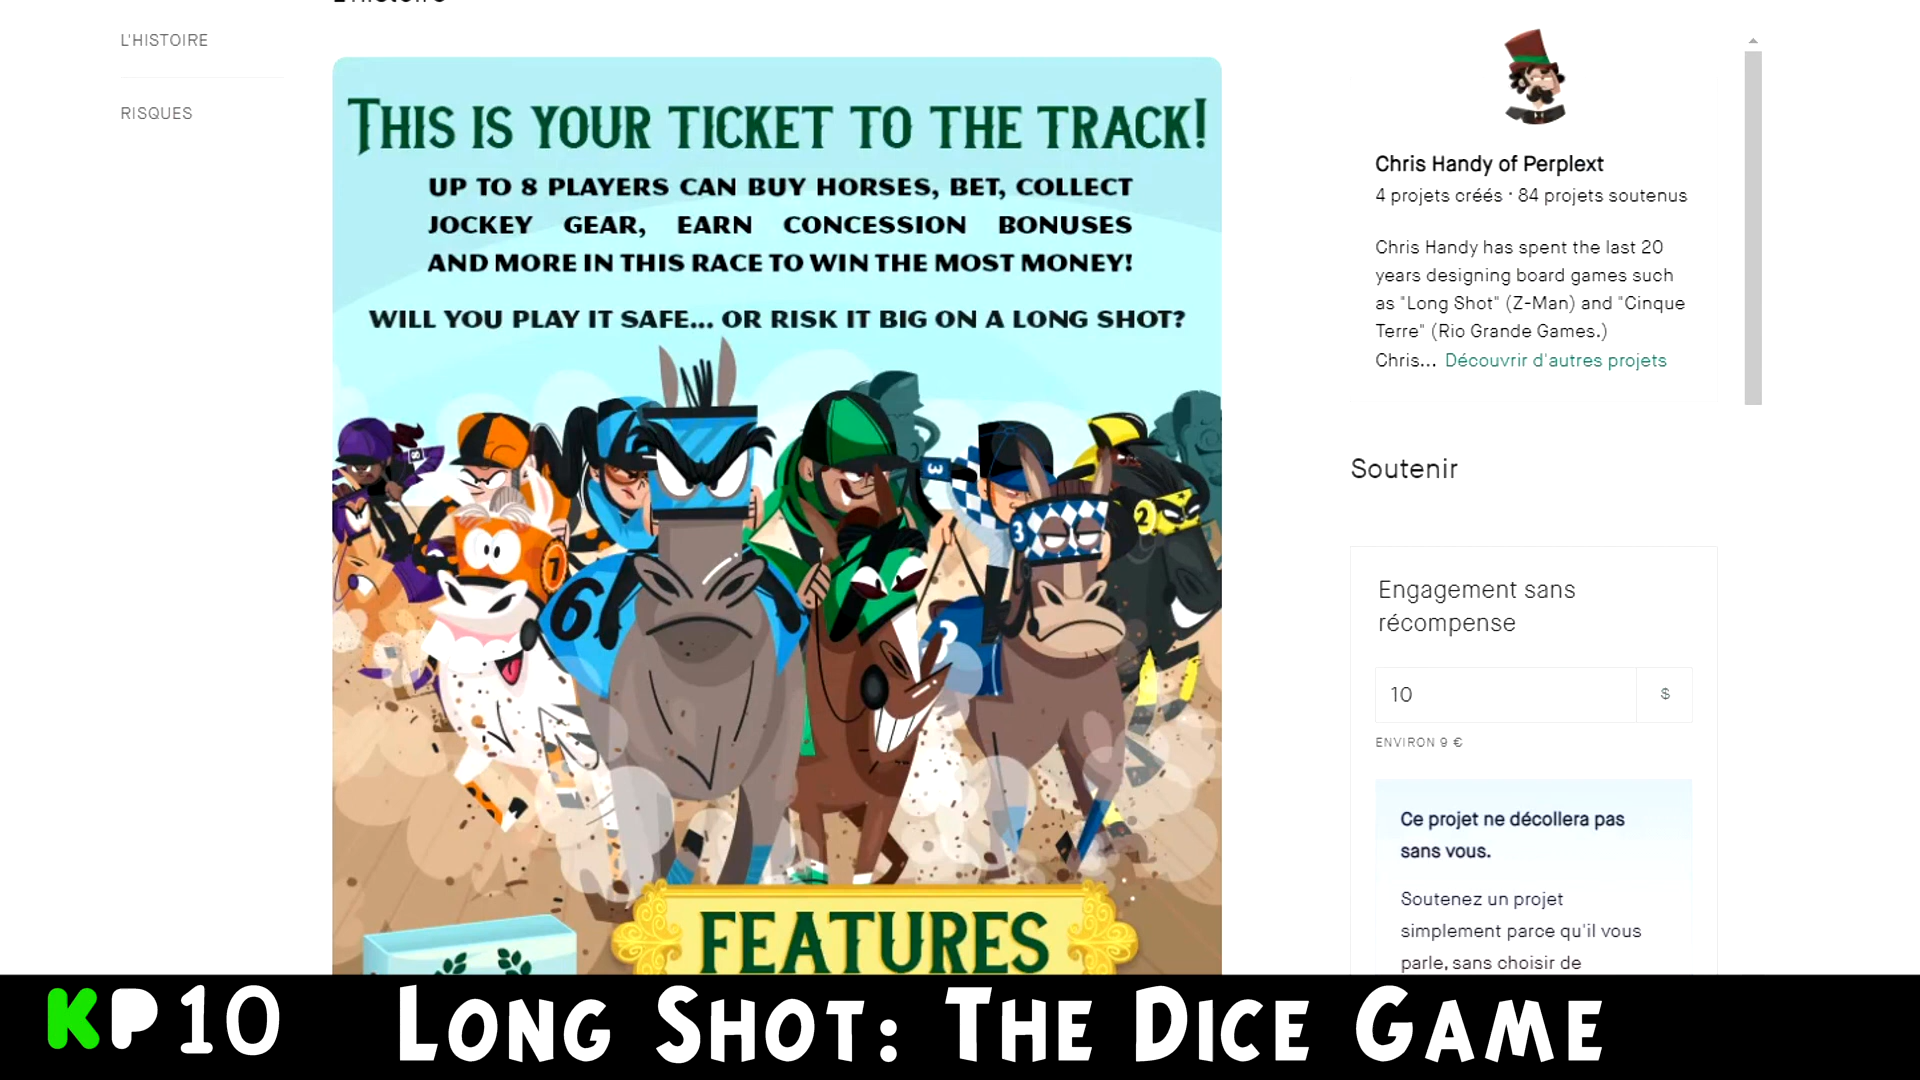 L'HISTOIRE
RISQUES
THIS IS YOUR TICKET TO THE TRACK!
UP TO 8 PLAYERS CAN BUY HORSES, BET, COLLECT
JOCKEY GEAR, EARN CONCESSION BONUSES
AND MORE IN THIS RACE TO WIN THE MOST MONEY!
WILL YOU PLAY IT SAFE... OR RISK IT BIG ON A LONG SHOT?
8
3
3
2
7
6
3
FEATURES
Chris Handy of Perplext
4 projets créés · 84 projets soutenus
Chris Handy has spent the last 20
years designing board games such
as "Long Shot" (Z-Man) and "Cinque
Terre" (Rio Grande Games.)
Chris... Découvrir d'autres projets
Soutenir
Engagement sans
récompense
10 $
ENVIRON 9 €
Ce projet ne décollera pas
sans vous.
Soutenez un projet
simplement parce qu'il vous
parle, sans choisir de
KP10 LONG SHOT: THE DICE GAME